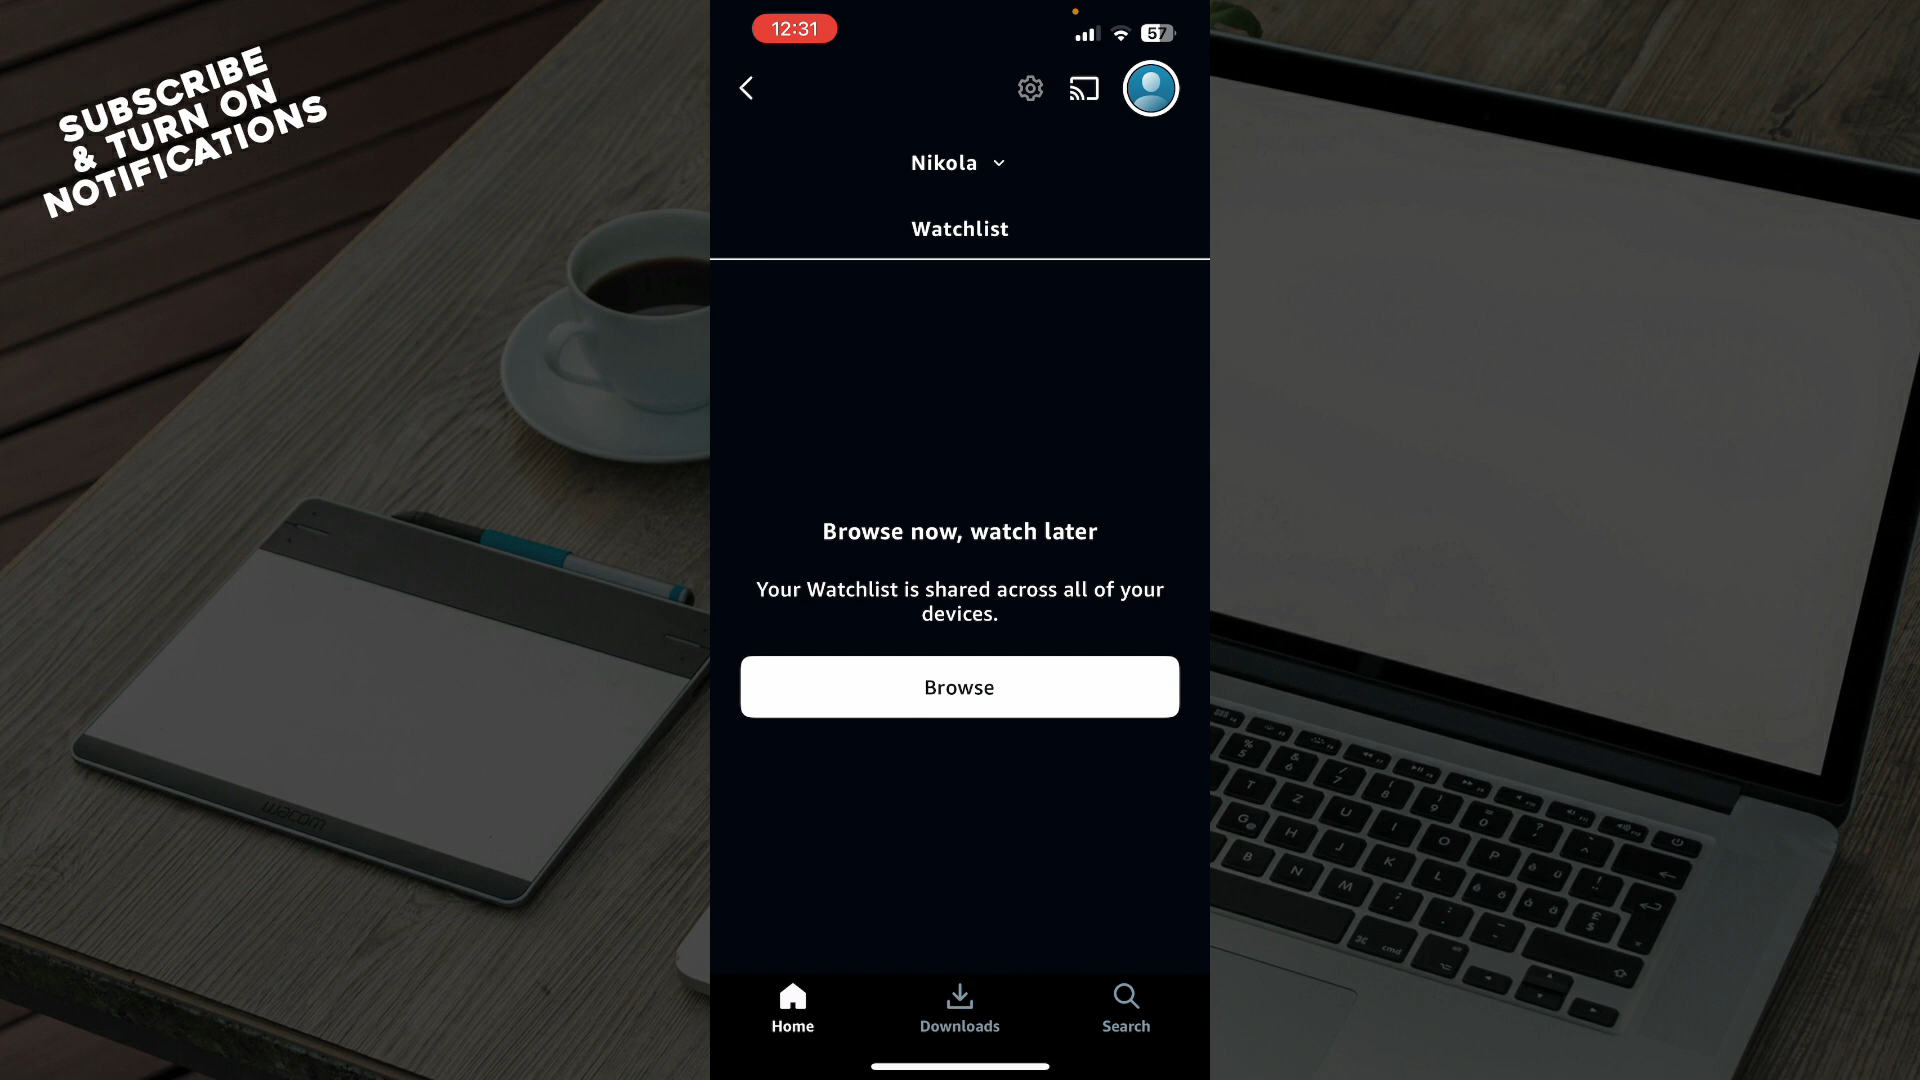 SUBSCRIBE
& TURN ON
NOTIFICATIONS
12:31
57
Nikola
Watchlist
Browse now, watch later
Your Watchlist is shared across all of your
devices.
Browse
Home
Downloads
Search
wacom